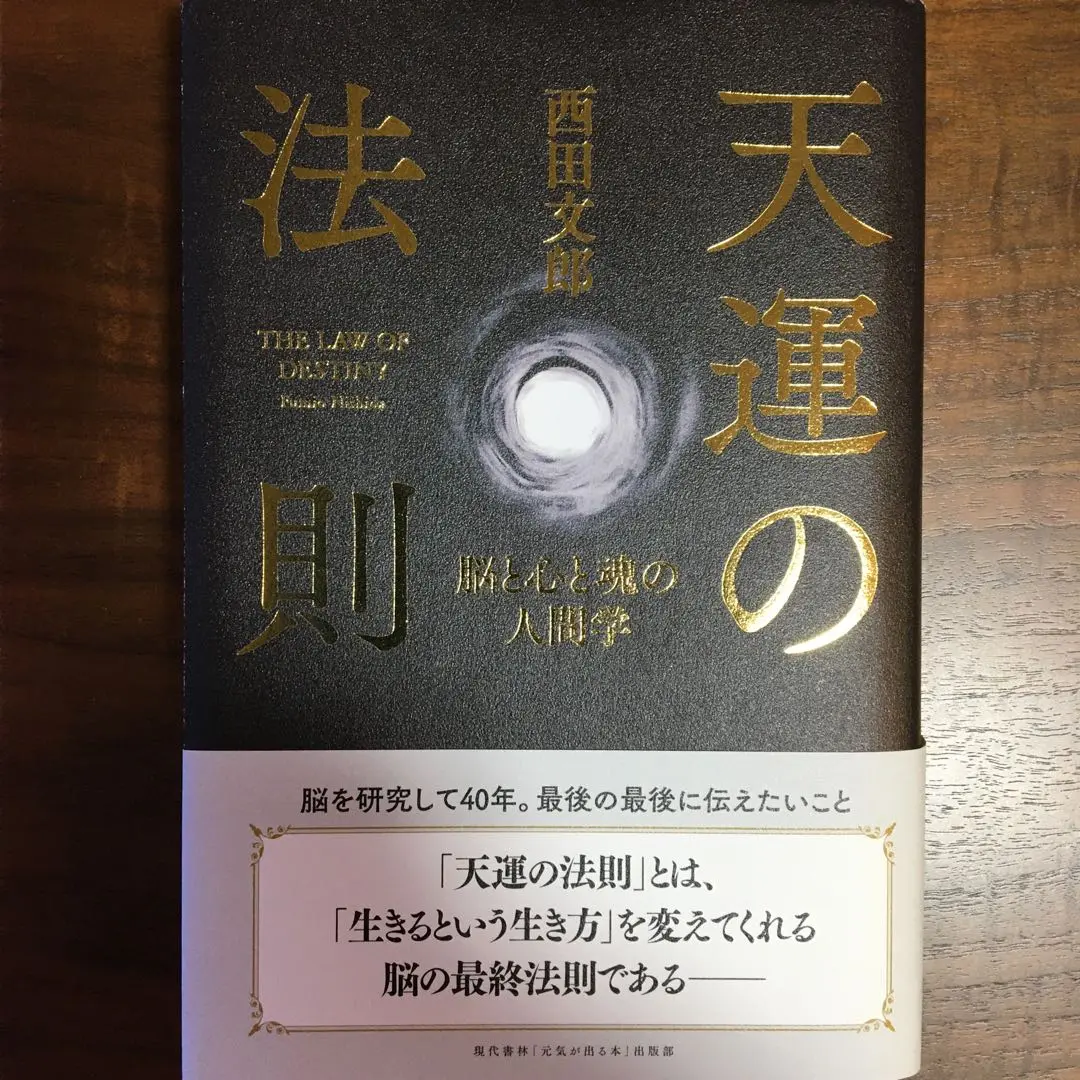 天運の
法則
西田文郎
THE LAW OF
DESTINY
Fumio Nishida
脳と心と魂の
人間学
脳を研究して40年。最後の最後に伝えたいこと
「天運の法則」とは、
「生きるという生き方」を変えてくれる
脳の最終法則である──
現代書林「元気が出る本」出版部